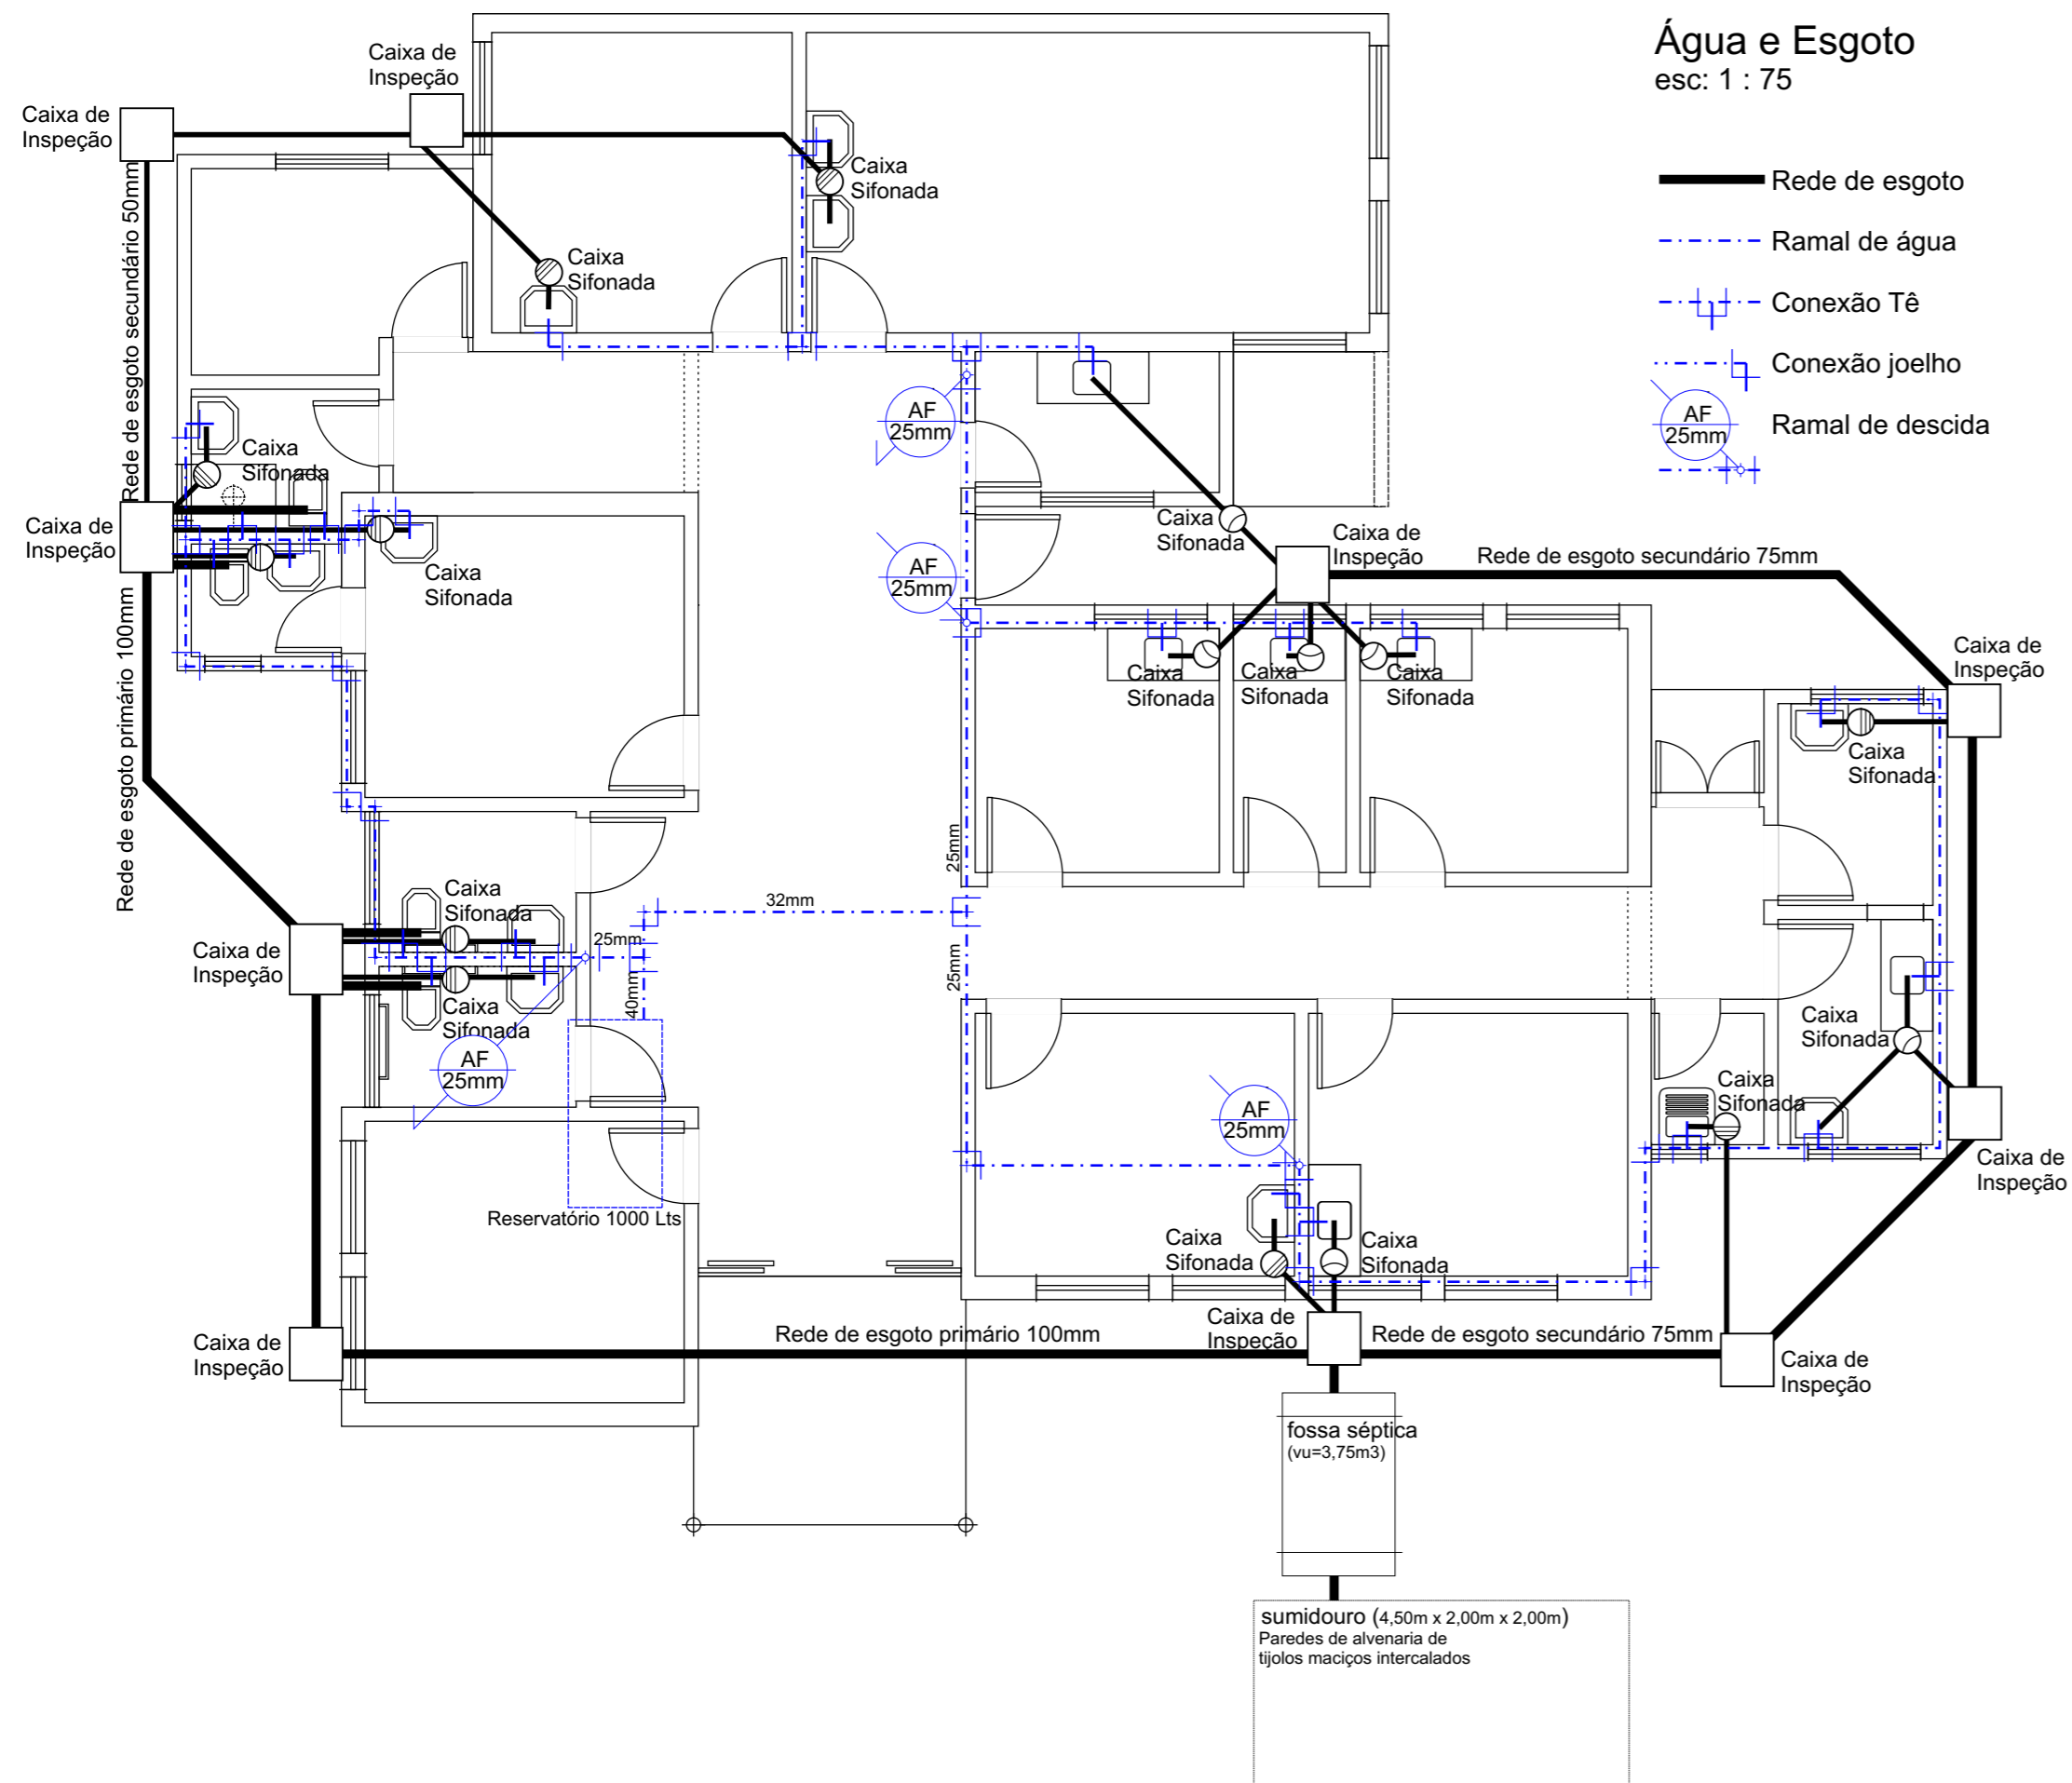 Água e Esgoto
esc: 1 : 75
Rede de esgoto
Ramal de água
Conexão Tê
Conexão joelho
AF
25mm
Ramal de descida
Caixa de
Inspeção
Caixa de
Inspeção
Caixa
Sifonada
Caixa
Sifonada
Rede de esgoto secundário 50mm
AF
25mm
Caixa
Sifonada
Caixa de
Inspeção
Caixa
Sifonada
Caixa
Sifonada
Caixa de
Inspeção
Rede de esgoto secundário 75mm
AF
25mm
Rede de esgoto primário 100mm
Caixa
Sifonada
Caixa
Sifonada
Caixa
Sifonada
Caixa de
Inspeção
Caixa
Sifonada
25mm
32mm
Caixa
Sifonada
25mm
40mm
25mm
Caixa de
Inspeção
Caixa
Sifonada
AF
25mm
Caixa
Sifonada
Caixa
Sifonada
AF
25mm
Caixa de
Inspeção
Reservatório 1000 Lts
Caixa
Sifonada
Caixa
Sifonada
Caixa de
Inspeção
Rede de esgoto primário 100mm
Caixa de
Inspeção
Rede de esgoto secundário 75mm
Caixa de
Inspeção
fossa séptica
(vu=3,75m3)
sumidouro (4,50m x 2,00m x 2,00m)
Paredes de alvenaria de
tijolos maciços intercalados